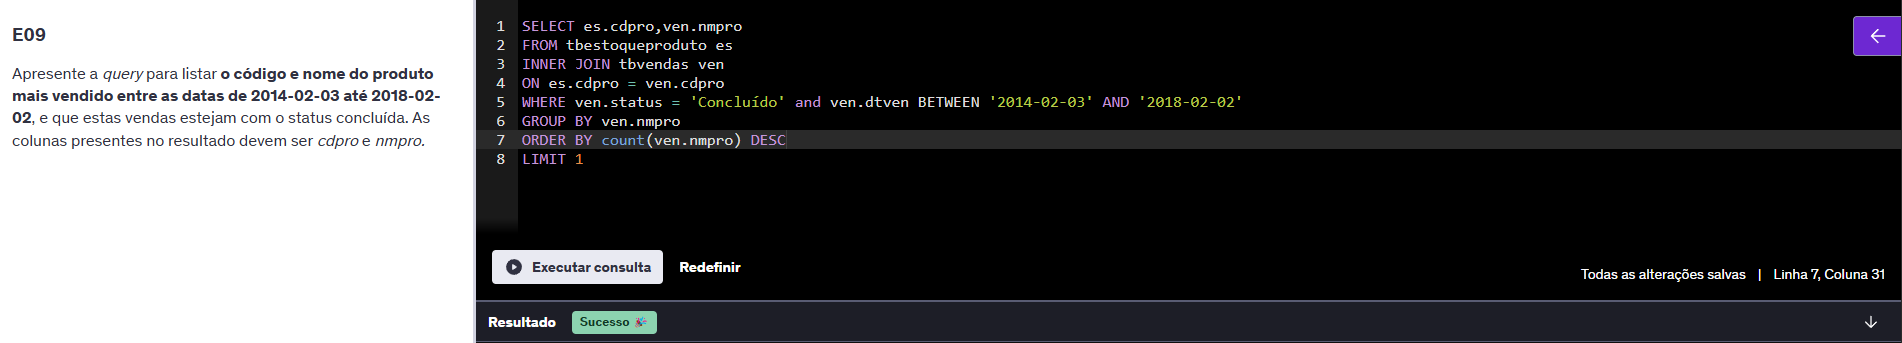 E09
Apresente a query para listar o código e nome do produto
mais vendido entre as datas de 2014-02-03 até 2018-02-
02, e que estas vendas estejam com o status concluída. As
colunas presentes no resultado devem ser cdpro e nmpro.
1 SELECT es.cdpro,ven.nmpro
2 FROM tbestoqueproduto es
3 INNER JOIN tbvendas ven
4 ON es.cdpro = ven.cdpro
5 WHERE ven.status = 'Concluído' and ven.dtven BETWEEN '2014-02-03' AND '2018-02-02'
6 GROUP BY ven.nmpro
7 ORDER BY count(ven.nmpro) DESC
8 LIMIT 1
Executar consulta Redefinir
Todas as alterações salvas | Linha 7, Coluna 31
Resultado Sucesso 🎉